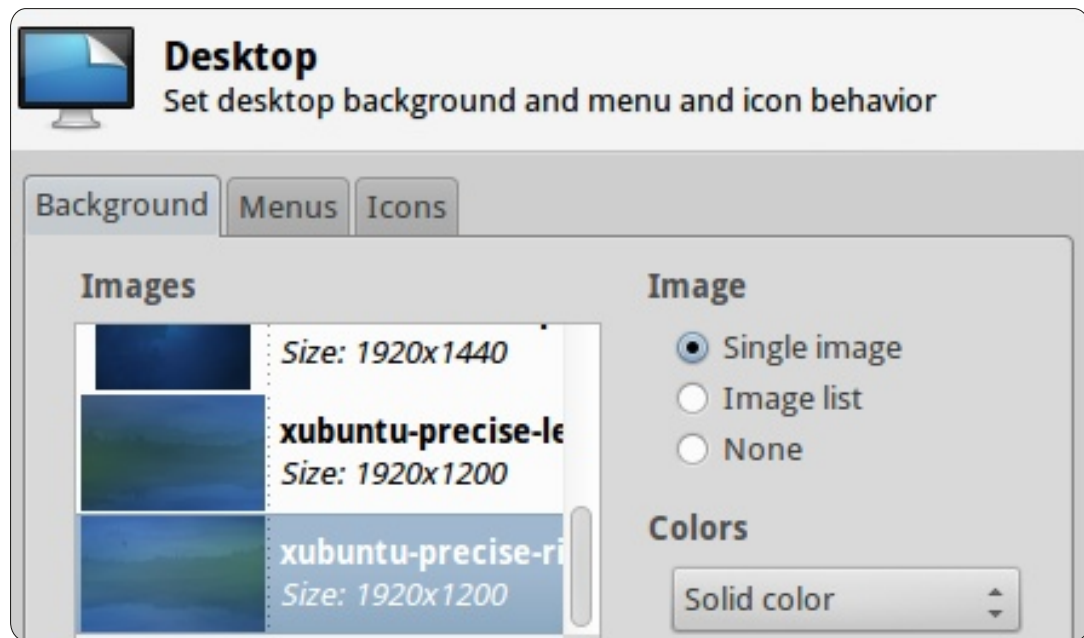 Desktop
Set desktop background and menu and icon behavior
Background Menus Icons
Images
Size: 1920x1440
xubuntu-precise-le
Size: 1920x1200
xubuntu-precise-ri
Size: 1920x1200
Image
Single image
Image list
None
Colors
Solid color